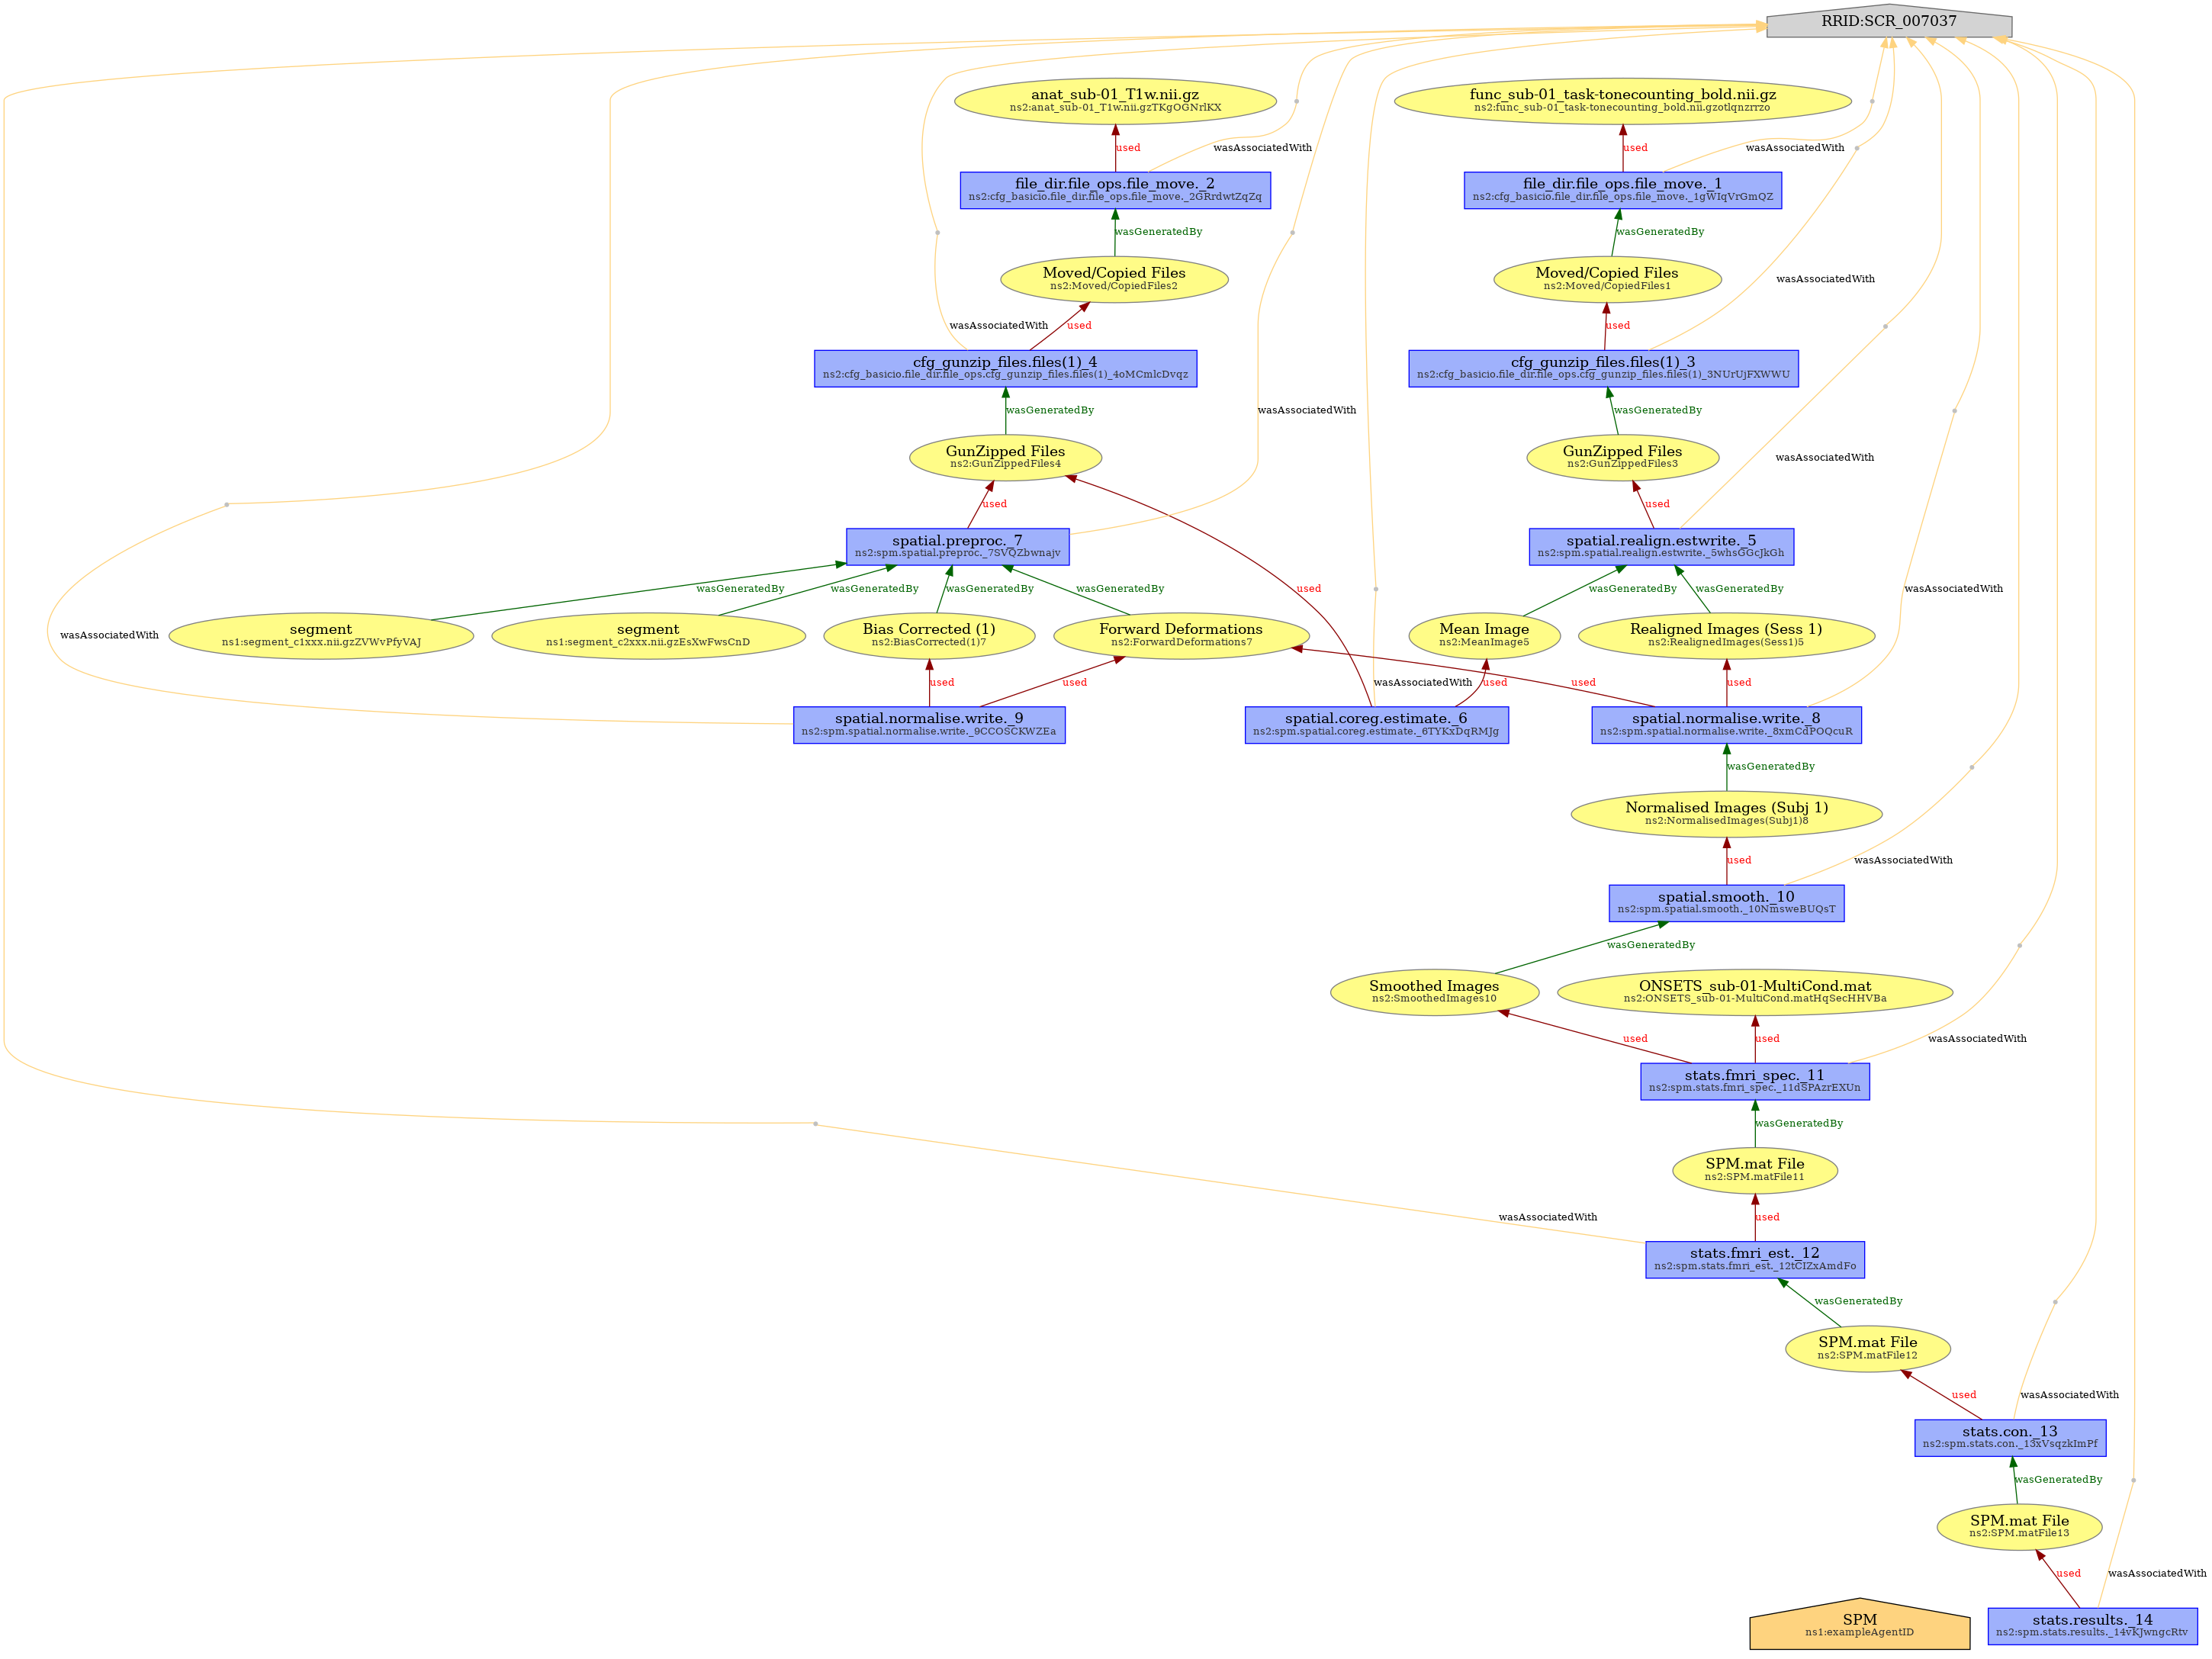 RRID:SCR_007037
anat_sub-01_T1w.nii.gz
ns2:anat_sub-01_T1w.nii.gzTKgOGNrlKX
func_sub-01_task-tonecounting_bold.nii.gz
ns2:func_sub-01_task-tonecounting_bold.nii.gzotlqnzrrzo
used
wasAssociatedWith
used
wasAssociatedWith
file_dir.file_ops.file_move._2
ns2:cfg_basicio.file_dir.file_ops.file_move._2GRrdwtZqZq
file_dir.file_ops.file_move._1
ns2:cfg_basicio.file_dir.file_ops.file_move._1gWIqVrGmQZ
wasGeneratedBy
wasGeneratedBy
Moved/Copied Files
ns2:Moved/CopiedFiles2
Moved/Copied Files
ns2:Moved/CopiedFiles1
wasAssociatedWith
wasAssociatedWith
used
used
cfg_gunzip_files.files(1)_4
ns2:cfg_basicio.file_dir.file_ops.cfg_gunzip_files.files(1)_4oMCmlcDvqz
cfg_gunzip_files.files(1)_3
ns2:cfg_basicio.file_dir.file_ops.cfg_gunzip_files.files(1)_3NUrUjFXWWU
wasGeneratedBy
wasAssociatedWith
wasGeneratedBy
GunZipped Files
ns2:GunZippedFiles4
GunZipped Files
ns2:GunZippedFiles3
wasAssociatedWith
used
used
spatial.preproc._7
ns2:spm.spatial.preproc._7SVQZbwnajv
spatial.realign.estwrite._5
ns2:spm.spatial.realign.estwrite._5whsGGcJkGh
wasGeneratedBy
wasGeneratedBy
wasGeneratedBy
wasGeneratedBy
used
wasGeneratedBy
wasGeneratedBy
wasAssociatedWith
segment
ns1:segment_c1xxx.nii.gzZVWvPfyVAJ
segment
ns1:segment_c2xxx.nii.gzEsXwFwsCnD
Bias Corrected (1)
ns2:BiasCorrected(1)7
Forward Deformations
ns2:ForwardDeformations7
Mean Image
ns2:MeanImage5
Realigned Images (Sess 1)
ns2:RealignedImages(Sess1)5
wasAssociatedWith
used
used
wasAssociatedWith
used
used
used
spatial.normalise.write._9
ns2:spm.spatial.normalise.write._9CCOSCKWZEa
spatial.coreg.estimate._6
ns2:spm.spatial.coreg.estimate._6TYKxDqRMJg
spatial.normalise.write._8
ns2:spm.spatial.normalise.write._8xmCdPOQcuR
wasGeneratedBy
Normalised Images (Subj 1)
ns2:NormalisedImages(Subj1)8
used
wasAssociatedWith
spatial.smooth._10
ns2:spm.spatial.smooth._10NmsweBUQsT
wasGeneratedBy
Smoothed Images
ns2:SmoothedImages10
ONSETS_sub-01-MultiCond.mat
ns2:ONSETS_sub-01-MultiCond.matHqSecHHVBa
used
used
wasAssociatedWith
stats.fmri_spec._11
ns2:spm.stats.fmri_spec._11dSPAzrEXUn
wasGeneratedBy
SPM.mat File
ns2:SPM.matFile11
wasAssociatedWith
used
stats.fmri_est._12
ns2:spm.stats.fmri_est._12tCIZxAmdFo
wasGeneratedBy
SPM.mat File
ns2:SPM.matFile12
used
wasAssociatedWith
stats.con._13
ns2:spm.stats.con._13xVsqzkImPf
wasGeneratedBy
SPM.mat File
ns2:SPM.matFile13
used
wasAssociatedWith
SPM
ns1:exampleAgentID
stats.results._14
ns2:spm.stats.results._14vKJwngcRtv